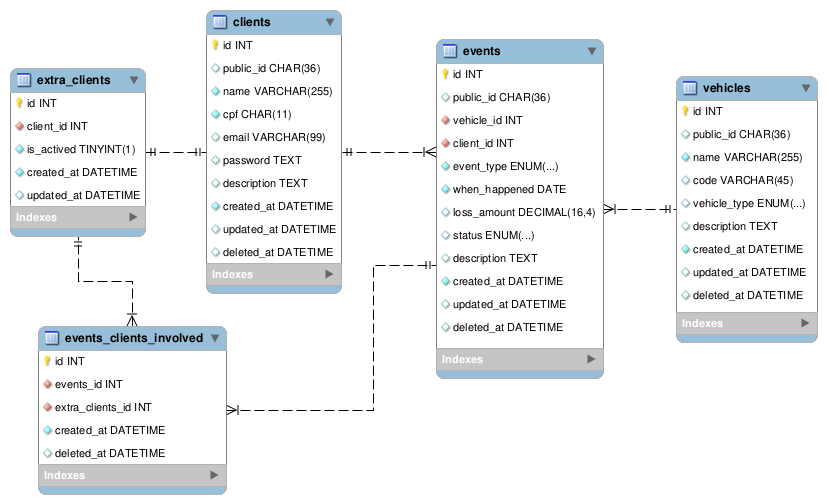 extra_clients
id INT
client_id INT
is_actived TINYINT(1)
created_at DATETIME
updated_at DATETIME
Indexes
clients
id INT
public_id CHAR(36)
name VARCHAR(255)
cpf CHAR(11)
email VARCHAR(99)
password TEXT
description TEXT
created_at DATETIME
updated_at DATETIME
deleted_at DATETIME
Indexes
events
id INT
public_id CHAR(36)
vehicle_id INT
client_id INT
event_type ENUM(...)
when_happened DATE
loss_amount DECIMAL(16,4)
status ENUM(...)
description TEXT
created_at DATETIME
updated_at DATETIME
deleted_at DATETIME
Indexes
vehicles
id INT
public_id CHAR(36)
name VARCHAR(255)
code VARCHAR(45)
vehicle_type ENUM(...)
description TEXT
created_at DATETIME
updated_at DATETIME
deleted_at DATETIME
Indexes
events_clients_involved
id INT
events_id INT
extra_clients_id INT
created_at DATETIME
deleted_at DATETIME
Indexes